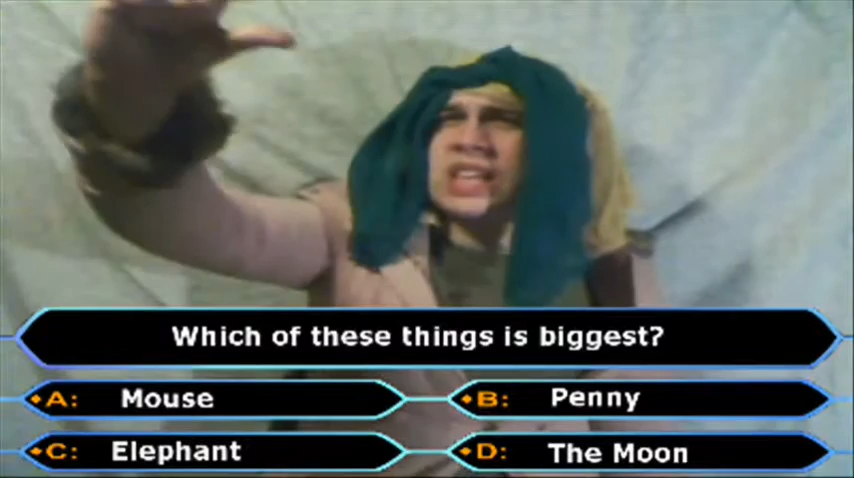 Which of these things is biggest?
A: Mouse
B: Penny
C: Elephant
D: The Moon